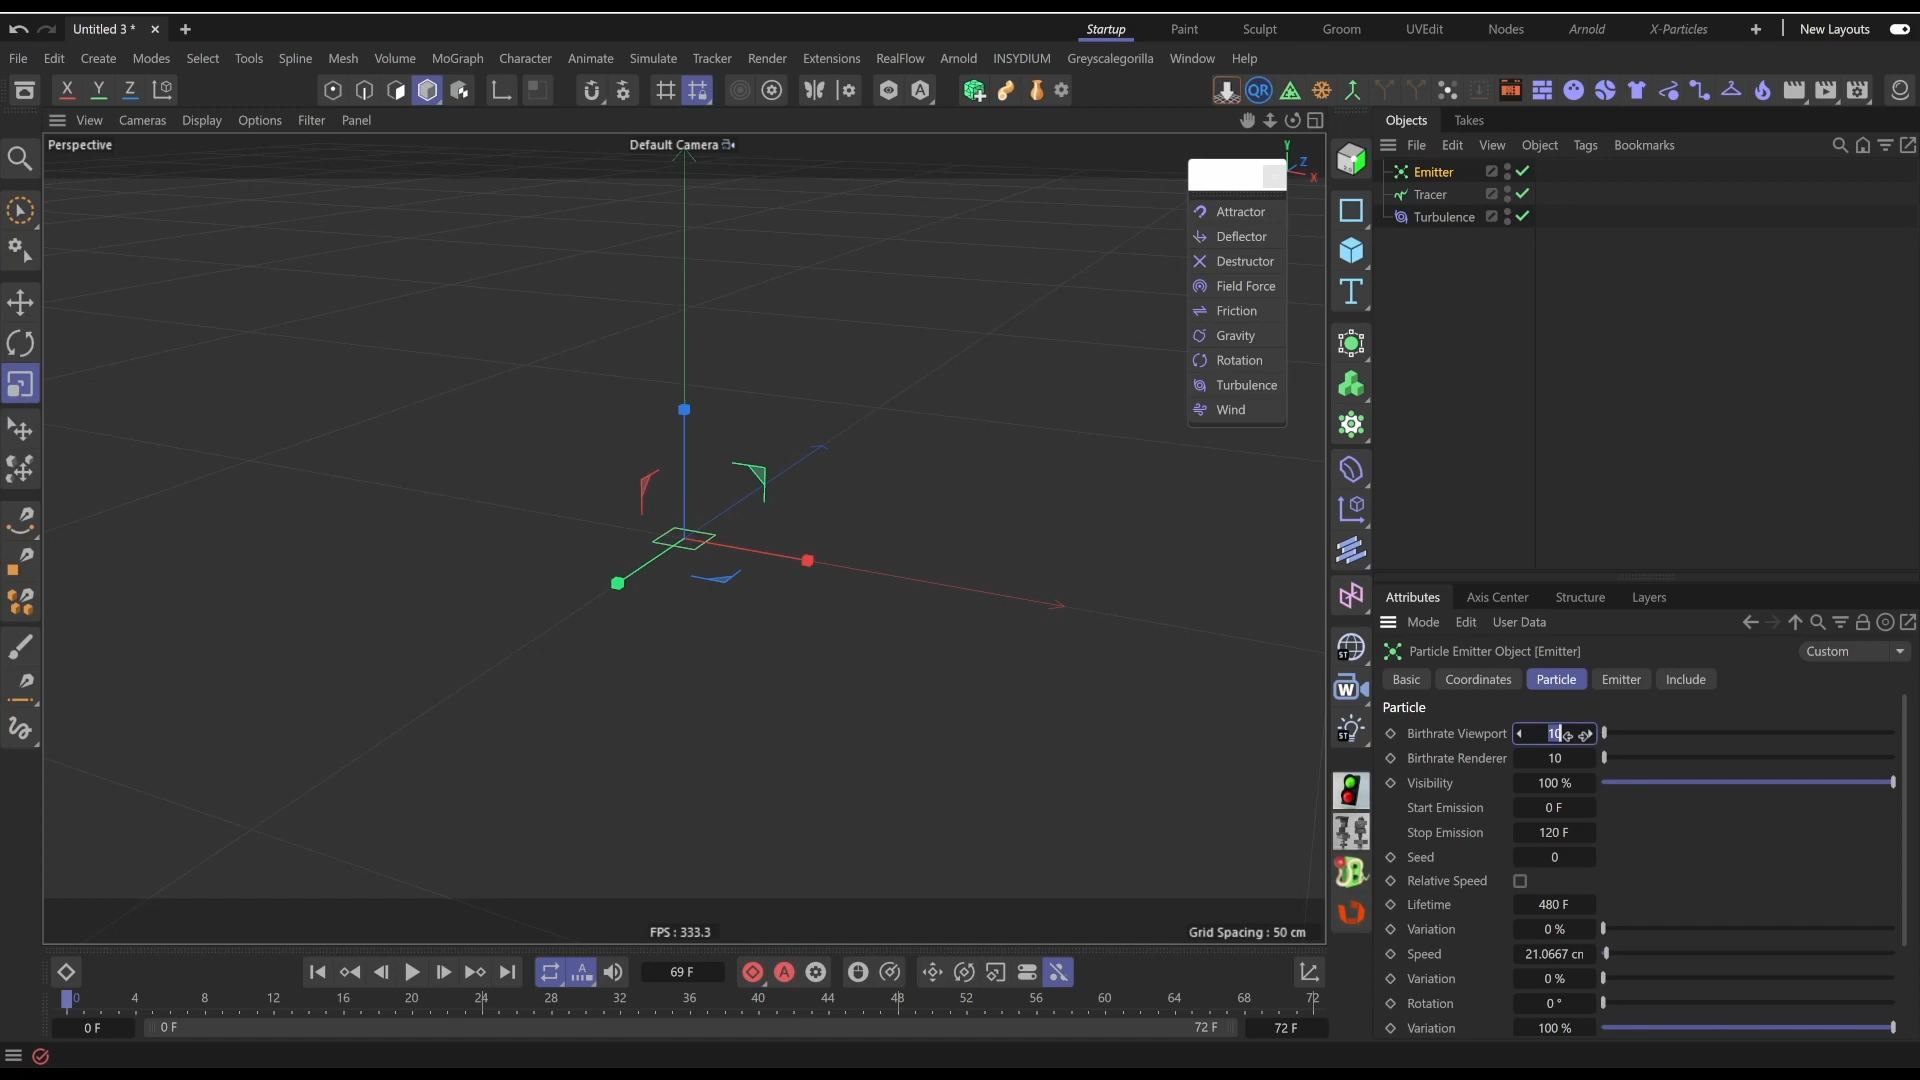 Untitled 3 *
Startup Paint Sculpt Groom UVEdit Nodes Arnold X-Particles New Layouts
File Edit Create Modes Select Tools Spline Mesh Volume MoGraph Character Animate Simulate Tracker Render Extensions RealFlow Arnold INSYDIUM Greyscalegorilla Window Help
X Y Z
QR
View Cameras Display Options Filter Panel
Objects Takes
File Edit View Object Tags Bookmarks
Perspective
Default Camera
Y
Z
X
Emitter
Tracer
Turbulence
Attractor
Deflector
Destructor
Field Force
Friction
Gravity
Rotation
Turbulence
Wind
T
ST
W
ST
Attributes Axis Center Structure Layers
Mode Edit User Data
Particle Emitter Object [Emitter]
Custom
Basic Coordinates Particle Emitter Include
Particle
Birthrate Viewport 10
Birthrate Renderer 10
Visibility 100 %
Start Emission 0 F
Stop Emission 120 F
Seed 0
Relative Speed
Lifetime 480 F
Variation 0 %
Speed 21.0667 cn
Variation 0 %
Rotation 0 °
Variation 100 %
FPS : 333.3
Grid Spacing : 50 cm
A
69 F
A
0 4 8 12 16 20 24 28 32 36 40 44 48 52 56 60 64 68 72
0 F 0 F 72 F 72 F